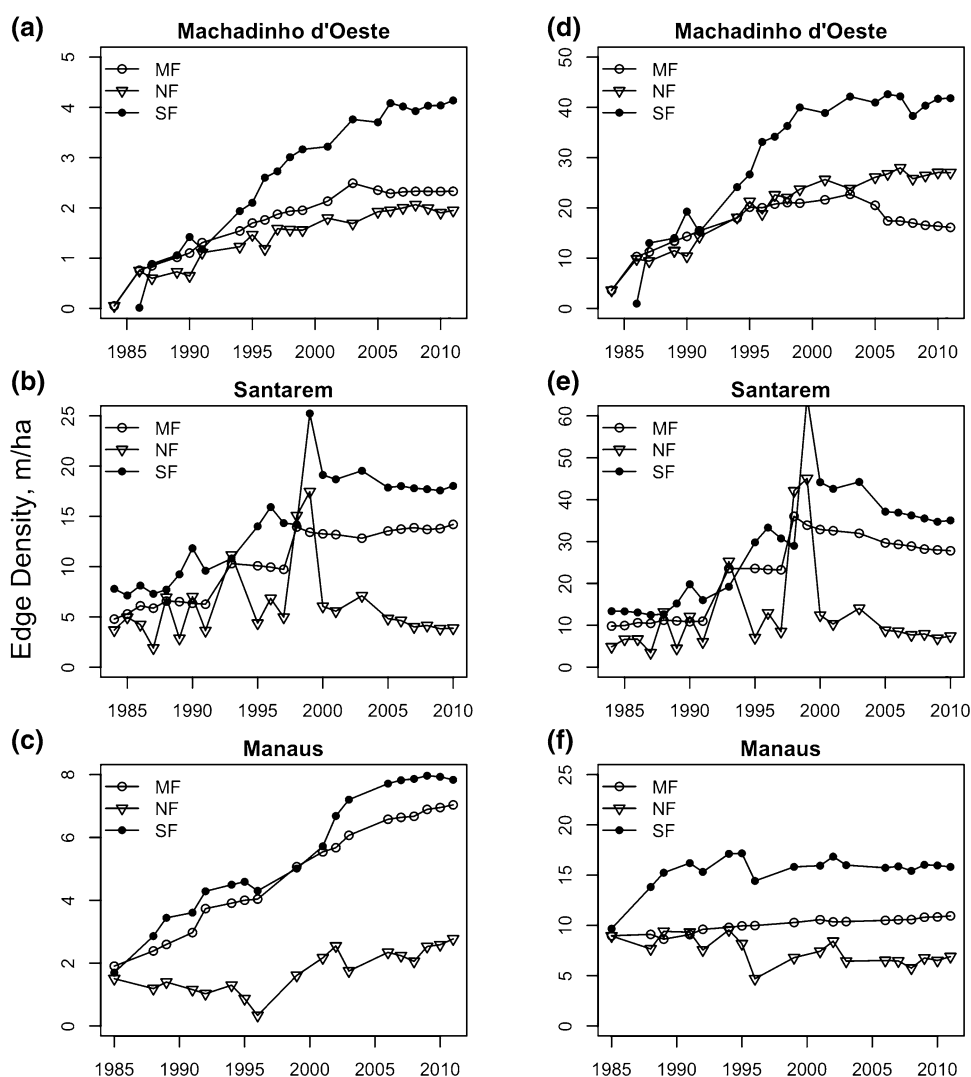 (a)
Machadinho d'Oeste
5
4
3
2
1
0
MF
NF
SF
1985 1990 1995 2000 2005 2010
(d)
Machadinho d'Oeste
50
40
30
20
10
0
MF
NF
SF
1985 1990 1995 2000 2005 2010
Edge Density, m/ha
(b)
Santarem
25
20
15
10
5
0
MF
NF
SF
1985 1990 1995 2000 2005 2010
(e)
Santarem
60
50
40
30
20
10
0
MF
NF
SF
1985 1990 1995 2000 2005 2010
(c)
Manaus
8
6
4
2
0
MF
NF
SF
1985 1990 1995 2000 2005 2010
(f)
Manaus
25
20
15
10
5
0
MF
NF
SF
1985 1990 1995 2000 2005 2010